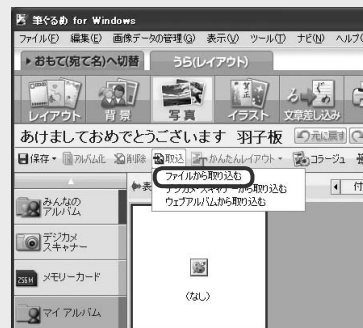 筆ぐるめ for Windows
ファイル(F) 編集(E) 画像データの管理(G) 表示(V) ツール(T) ナビ(N) ヘル
▸おもて(宛て名)へ切替 うら(レイアウト)
レイアウト 背景 写真 イラスト 文章差し込み
あけましておめでとうございます 羽子板 元に戻す
保存 アルバム化 削除 取込 かんたんレイアウト コラージュ
ファイルから取り込む
デジカメ・スキャナーから取り込む
ウェブアルバムから取り込む
表
付
みんなの
アルバム
デジカメ
スキャナー
256M メモリーカード
マイ アルバム
(なし)